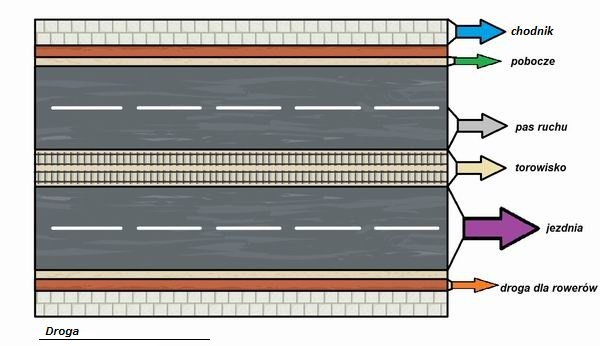 chodnik
pobocze
pas ruchu
torowisko
jezdnia
droga dla rowerów
Droga